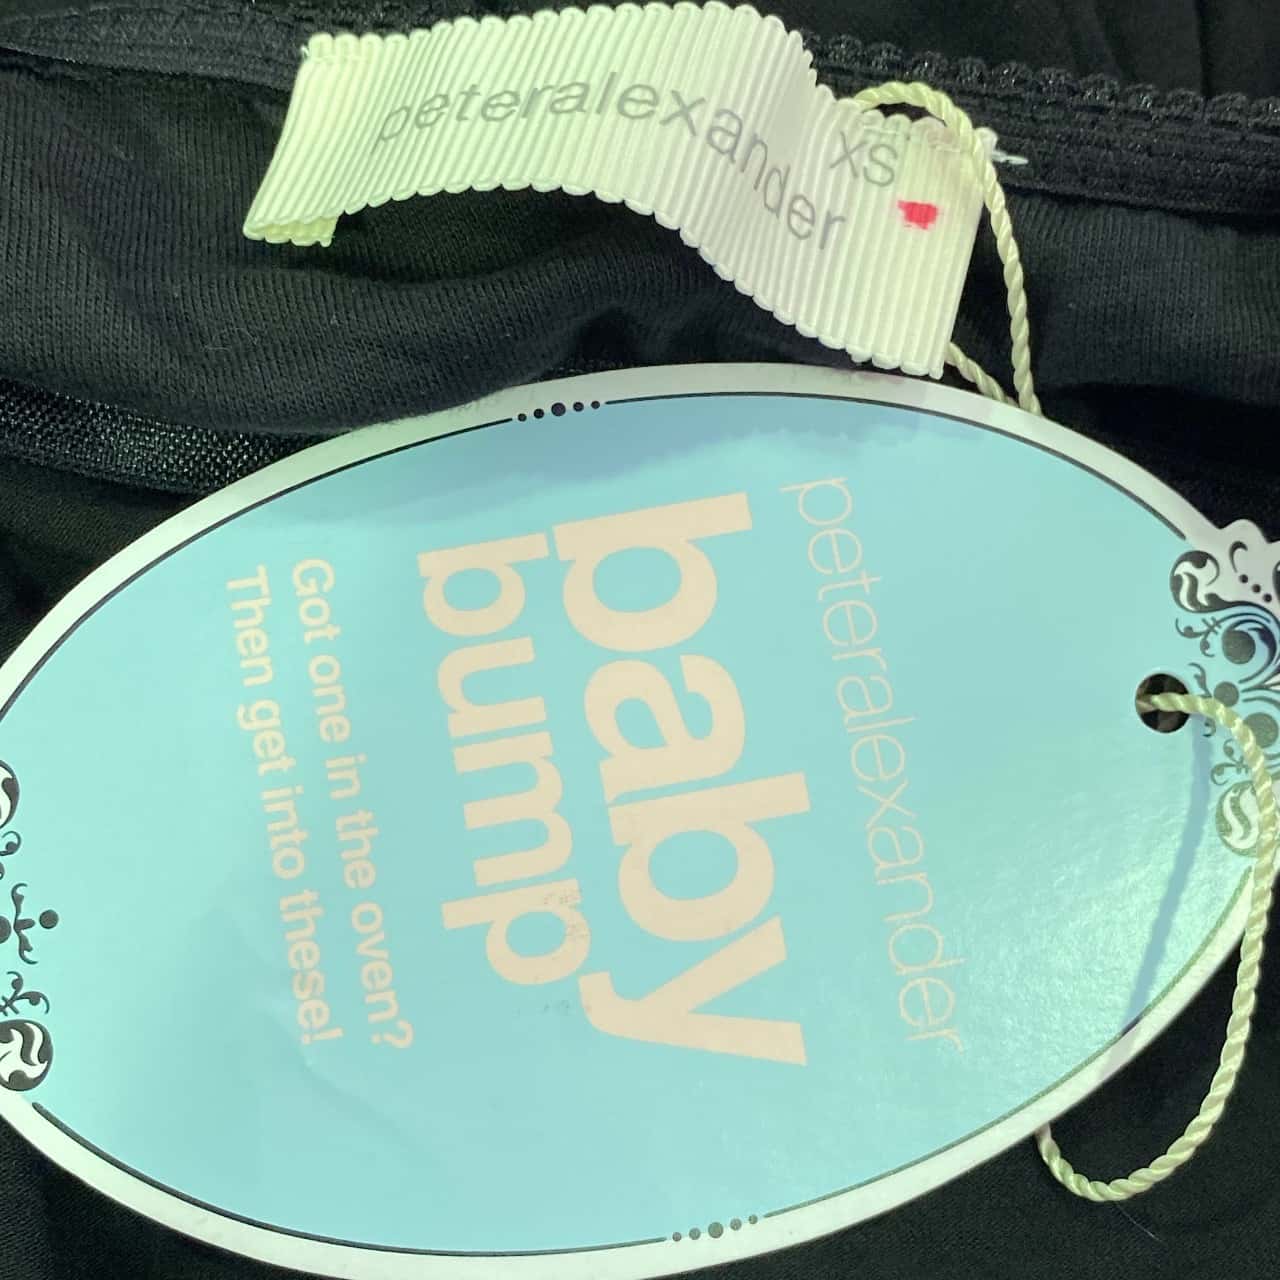 peteralexander
XS
peteralexander
baby
bump
Got one in the oven?
Then get into these!